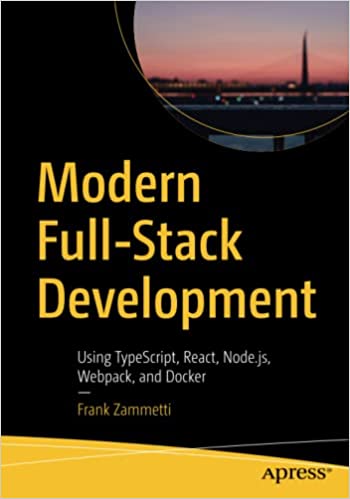 Modern
Full-Stack
Development
Using TypeScript, React, Node.js,
Webpack, and Docker
—
Frank Zammetti
Apress®